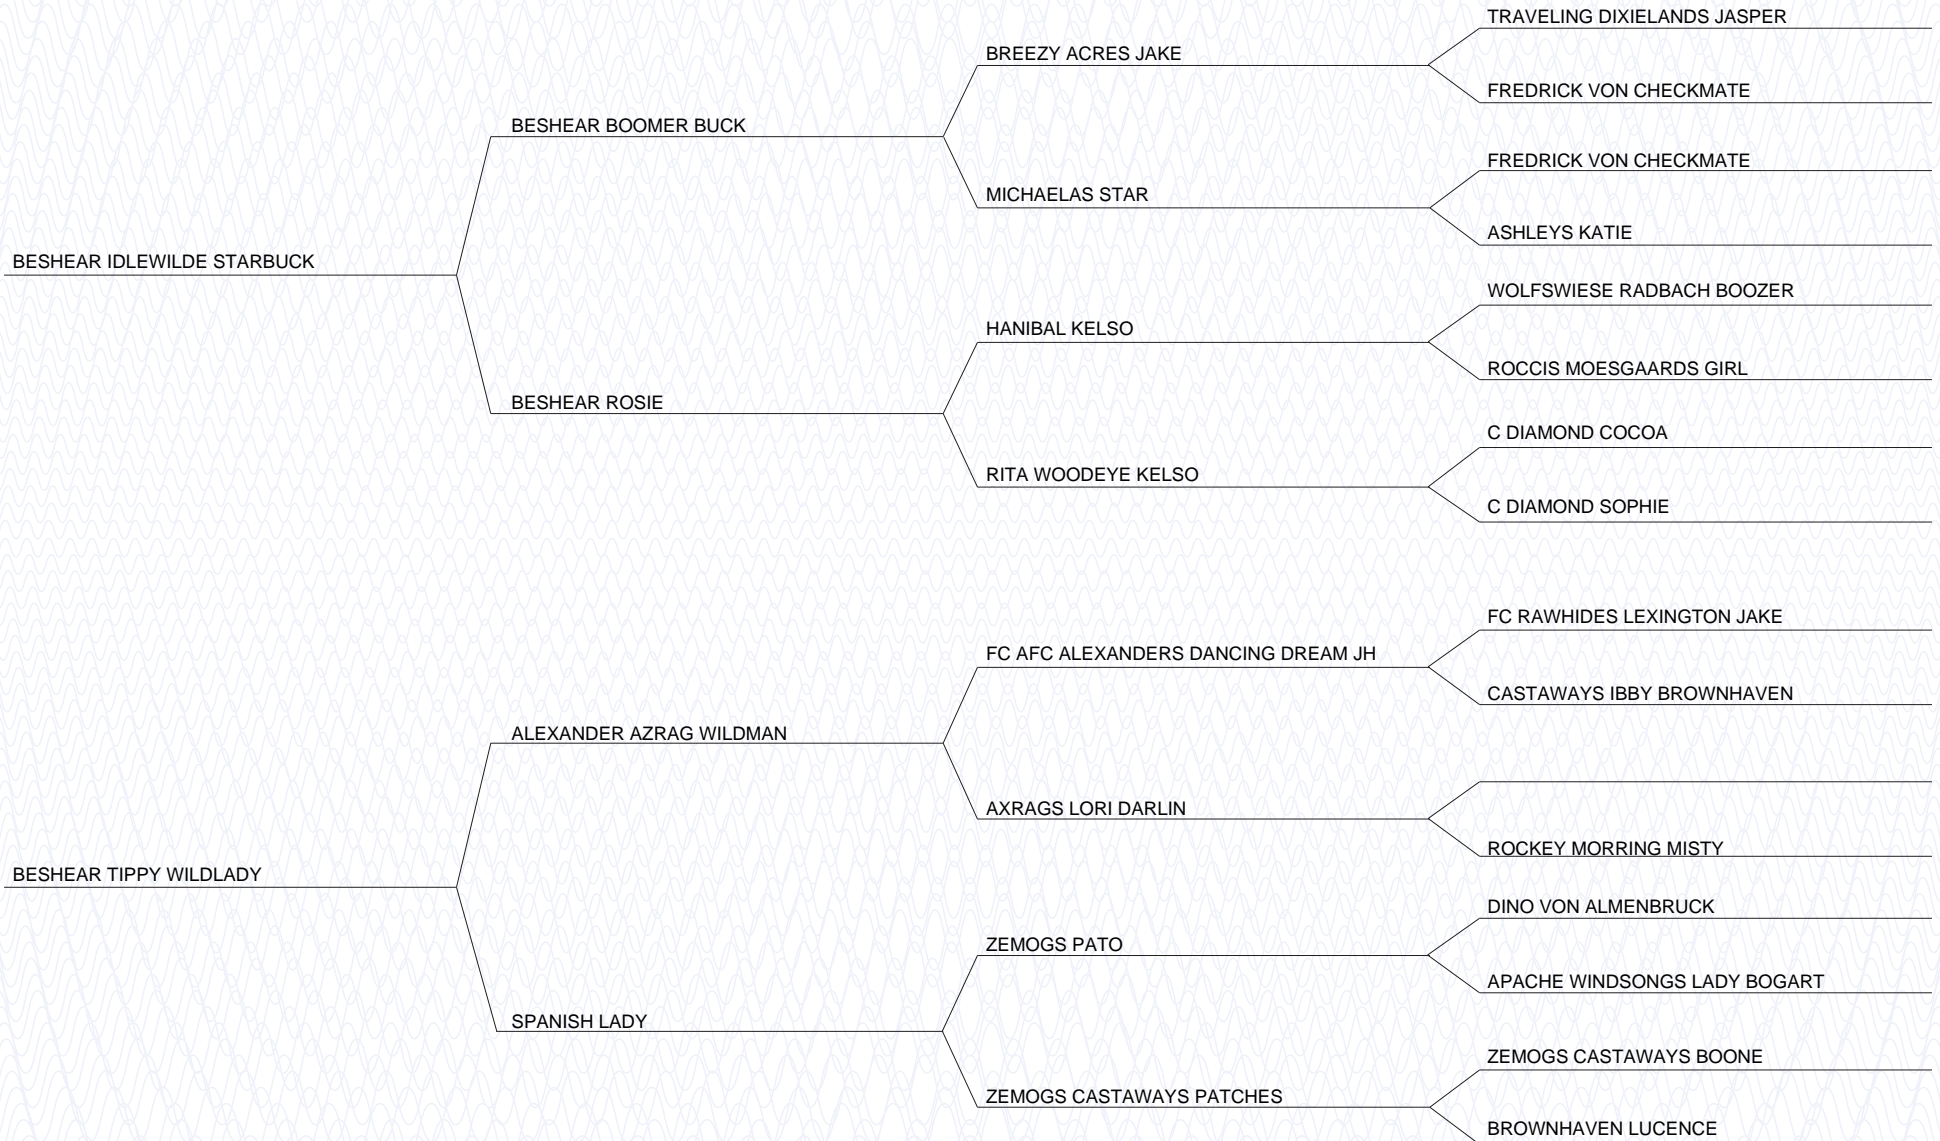 TRAVELING DIXIELANDS JASPER
BREEZY ACRES JAKE
FREDRICK VON CHECKMATE
BESHEAR BOOMER BUCK
FREDRICK VON CHECKMATE
MICHAELAS STAR
ASHLEYS KATIE
BESHEAR IDLEWILDE STARBUCK
WOLFSWIESE RADBACH BOOZER
HANIBAL KELSO
ROCCIS MOESGAARDS GIRL
BESHEAR ROSIE
C DIAMOND COCOA
RITA WOODEYE KELSO
C DIAMOND SOPHIE
FC RAWHIDES LEXINGTON JAKE
FC AFC ALEXANDERS DANCING DREAM JH
CASTAWAYS IBBY BROWNHAVEN
ALEXANDER AZRAG WILDMAN
AXRAGS LORI DARLIN
ROCKEY MORRING MISTY
BESHEAR TIPPY WILDLADY
DINO VON ALMENBRUCK
ZEMOGS PATO
APACHE WINDSONGS LADY BOGART
SPANISH LADY
ZEMOGS CASTAWAYS BOONE
ZEMOGS CASTAWAYS PATCHES
BROWNHAVEN LUCENCE